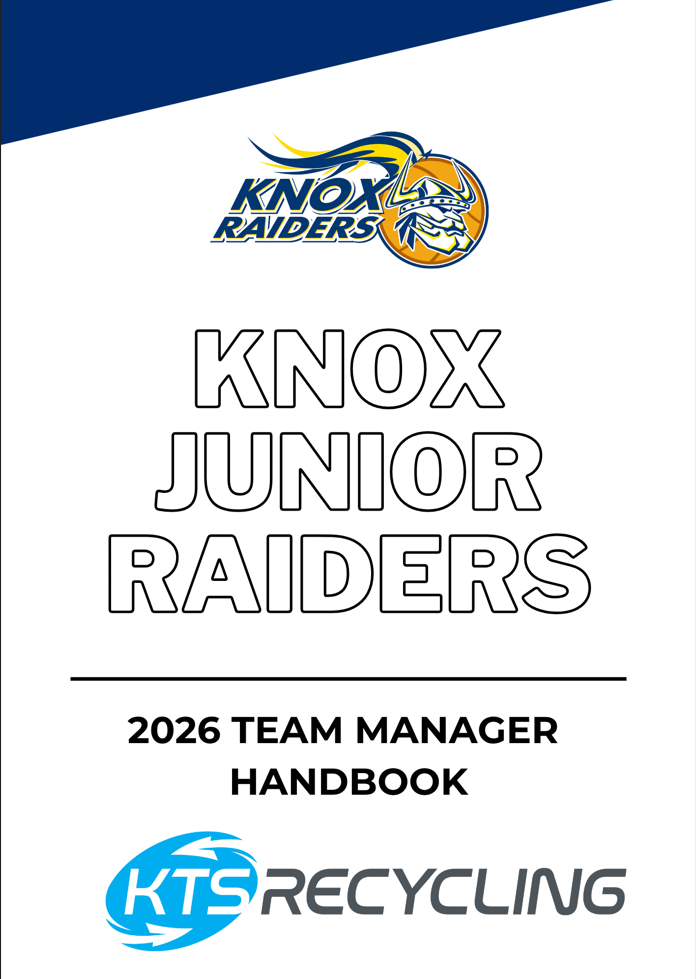 KNOX
RAIDERS
KNOX
JUNIOR
RAIDERS
2026 TEAM MANAGER
HANDBOOK
KTS RECYCLING